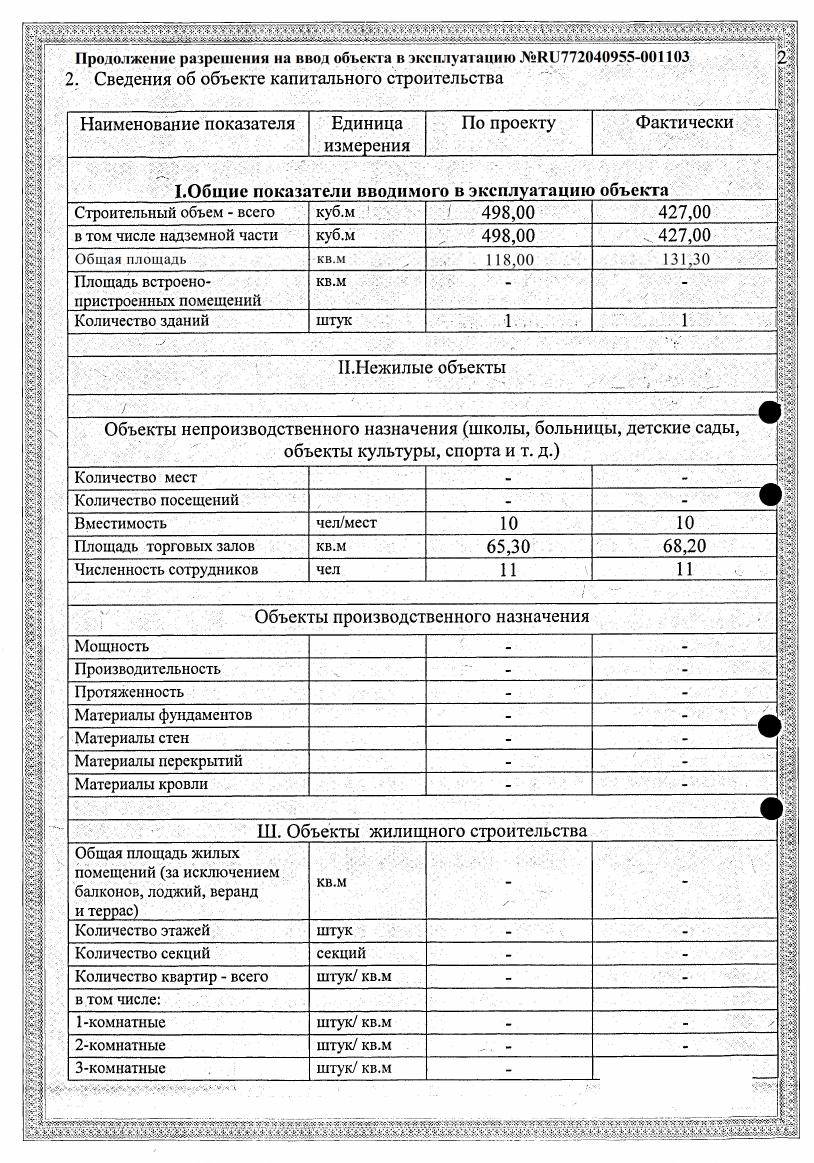 Продолжение разрешения на ввод объекта в эксплуатацию №RU772040955-001103
2
2. Сведения об объекте капитального строительства
Наименование показателя Единица измерения По проекту Фактически
I.Общие показатели вводимого в эксплуатацию объекта
Строительный объем - всего куб.м 498,00 427,00
в том числе надземной части куб.м 498,00 427,00
Общая площадь кв.м 118,00 131,30
Площадь встроено- кв.м - -
пристроенных помещений
Количество зданий штук 1 1
II.Нежилые объекты
Объекты непроизводственного назначения (школы, больницы, детские сады,
объекты культуры, спорта и т. д.)
Количество мест - -
Количество посещений - -
Вместимость чел/мест 10 10
Площадь торговых залов кв.м 65,30 68,20
Численность сотрудников чел 11 11
Объекты производственного назначения
Мощность - -
Производительность - -
Протяженность - -
Материалы фундаментов - -
Материалы стен - -
Материалы перекрытий - -
Материалы кровли - -
Ш. Объекты жилищного строительства
Общая площадь жилых
помещений (за исключением
балконов, лоджий, веранд кв.м - -
и террас)
Количество этажей штук - -
Количество секций секций - -
Количество квартир - всего штук/ кв.м - -
в том числе:
1-комнатные штук/ кв.м - -
2-комнатные штук/ кв.м - -
3-комнатные штук/ кв.м -